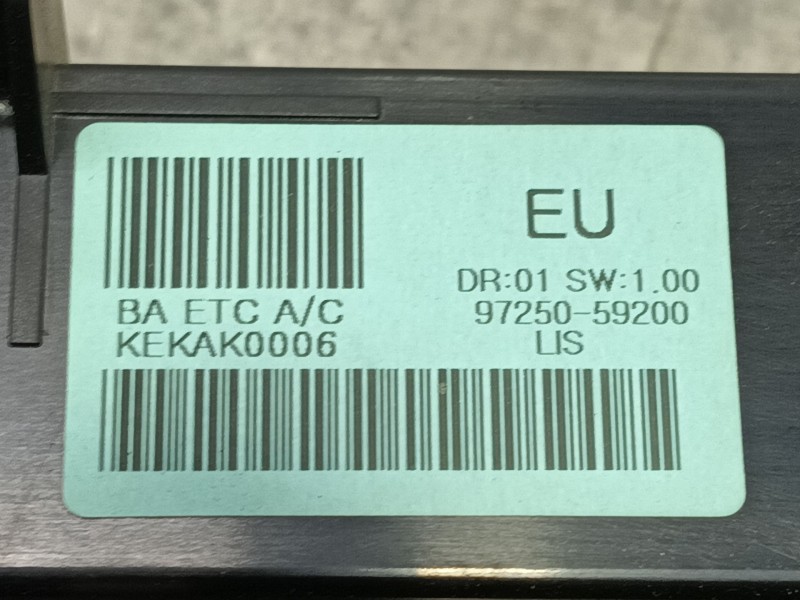 EU
DR:01 SW:1.00
BA ETC A/C
97250-59200
KEKAK0006
LIS